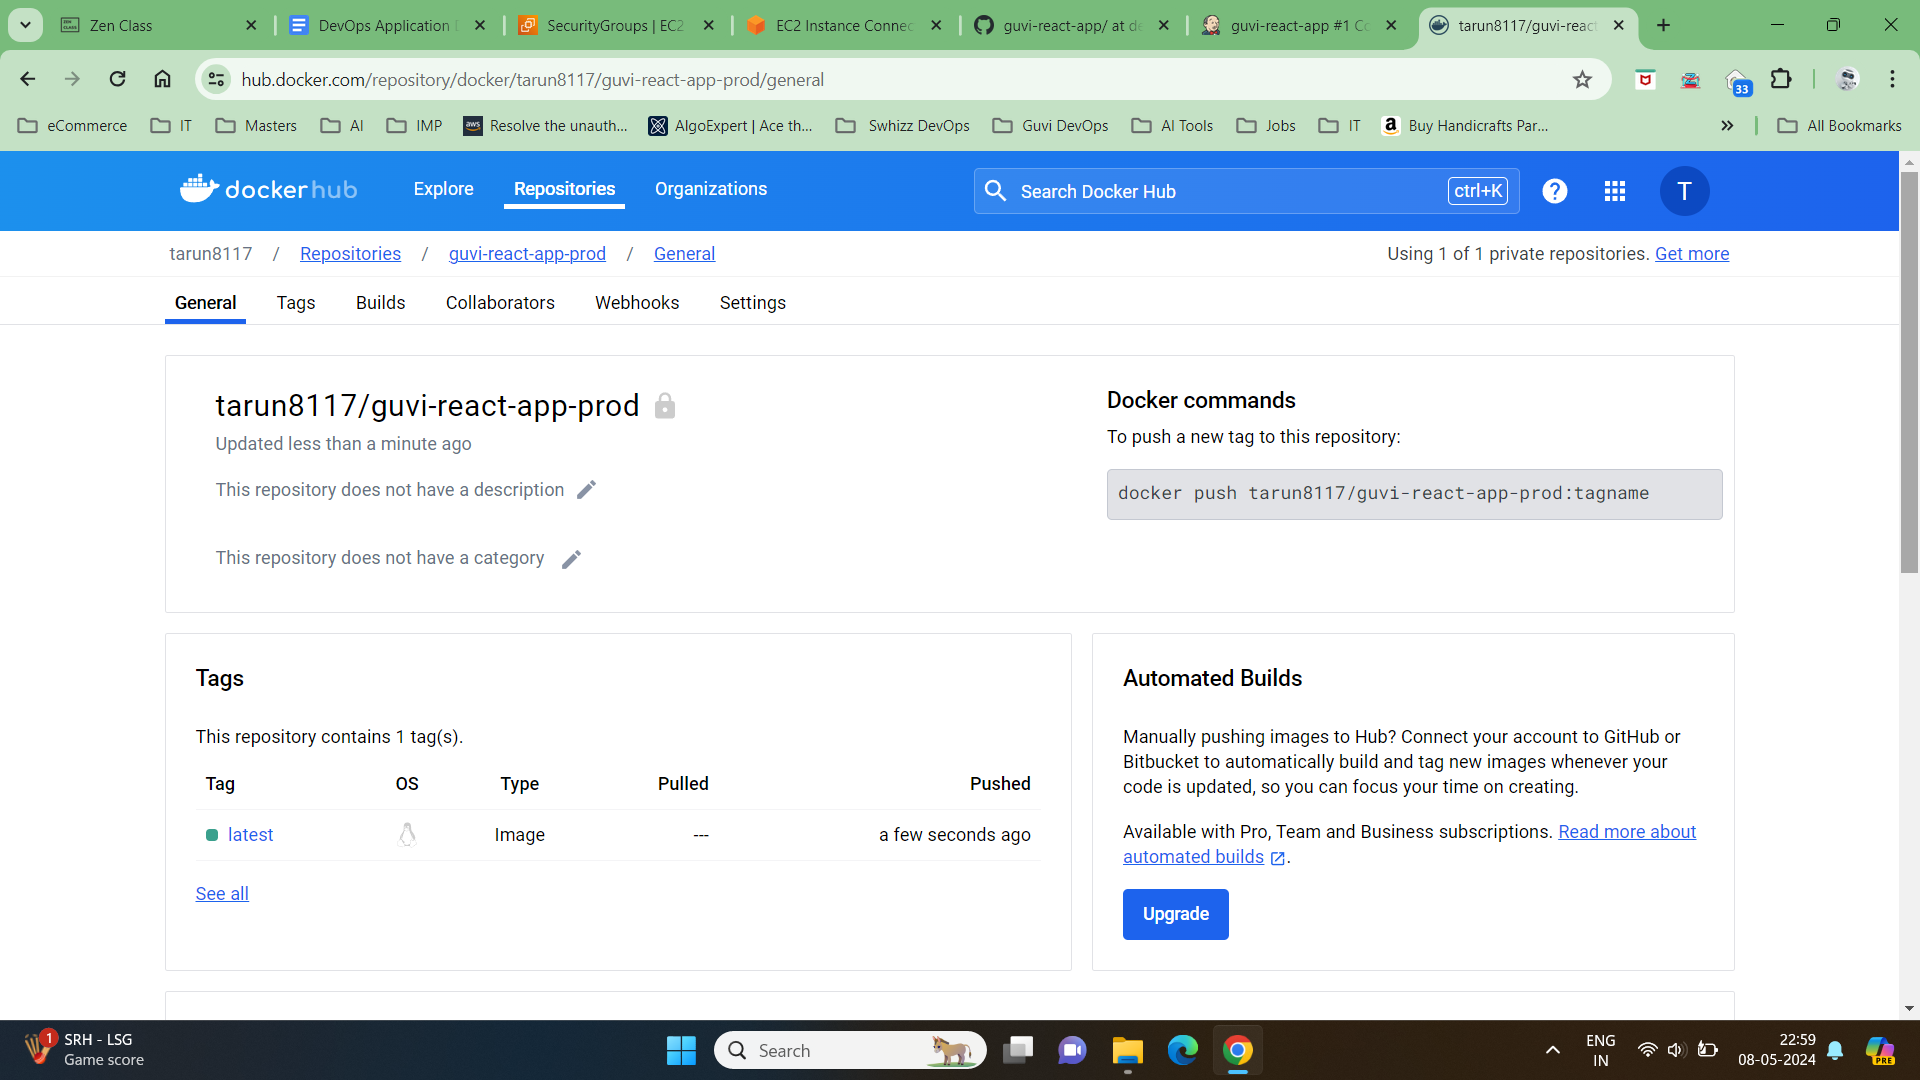 Zen Class
DevOps Application D
SecurityGroups | EC2
EC2 Instance Connec
guvi-react-app/ at de
guvi-react-app #1 Co
tarun8117/guvi-react
hub.docker.com/repository/docker/tarun8117/guvi-react-app-prod/general
33
eCommerce
IT
Masters
AI
IMP
aws
Resolve the unauth...
AlgoExpert | Ace th...
Swhizz DevOps
Guvi DevOps
AI Tools
Jobs
IT
Buy Handicrafts Par...
All Bookmarks
dockerhub
Explore
Repositories
Organizations
Search Docker Hub
ctrl+K
T
tarun8117 / Repositories / guvi-react-app-prod / General
Using 1 of 1 private repositories. Get more
General
Tags
Builds
Collaborators
Webhooks
Settings
tarun8117/guvi-react-app-prod
Updated less than a minute ago
This repository does not have a description
This repository does not have a category
Docker commands
To push a new tag to this repository:
docker push tarun8117/guvi-react-app-prod:tagname
Tags
This repository contains 1 tag(s).
Tag OS Type Pulled Pushed
latest Image --- a few seconds ago
See all
Automated Builds
Manually pushing images to Hub? Connect your account to GitHub or
Bitbucket to automatically build and tag new images whenever your
code is updated, so you can focus your time on creating.
Available with Pro, Team and Business subscriptions. Read more about
automated builds.
Upgrade
1
SRH - LSG
Game score
Search
ENG
IN
22:59
08-05-2024
PRE